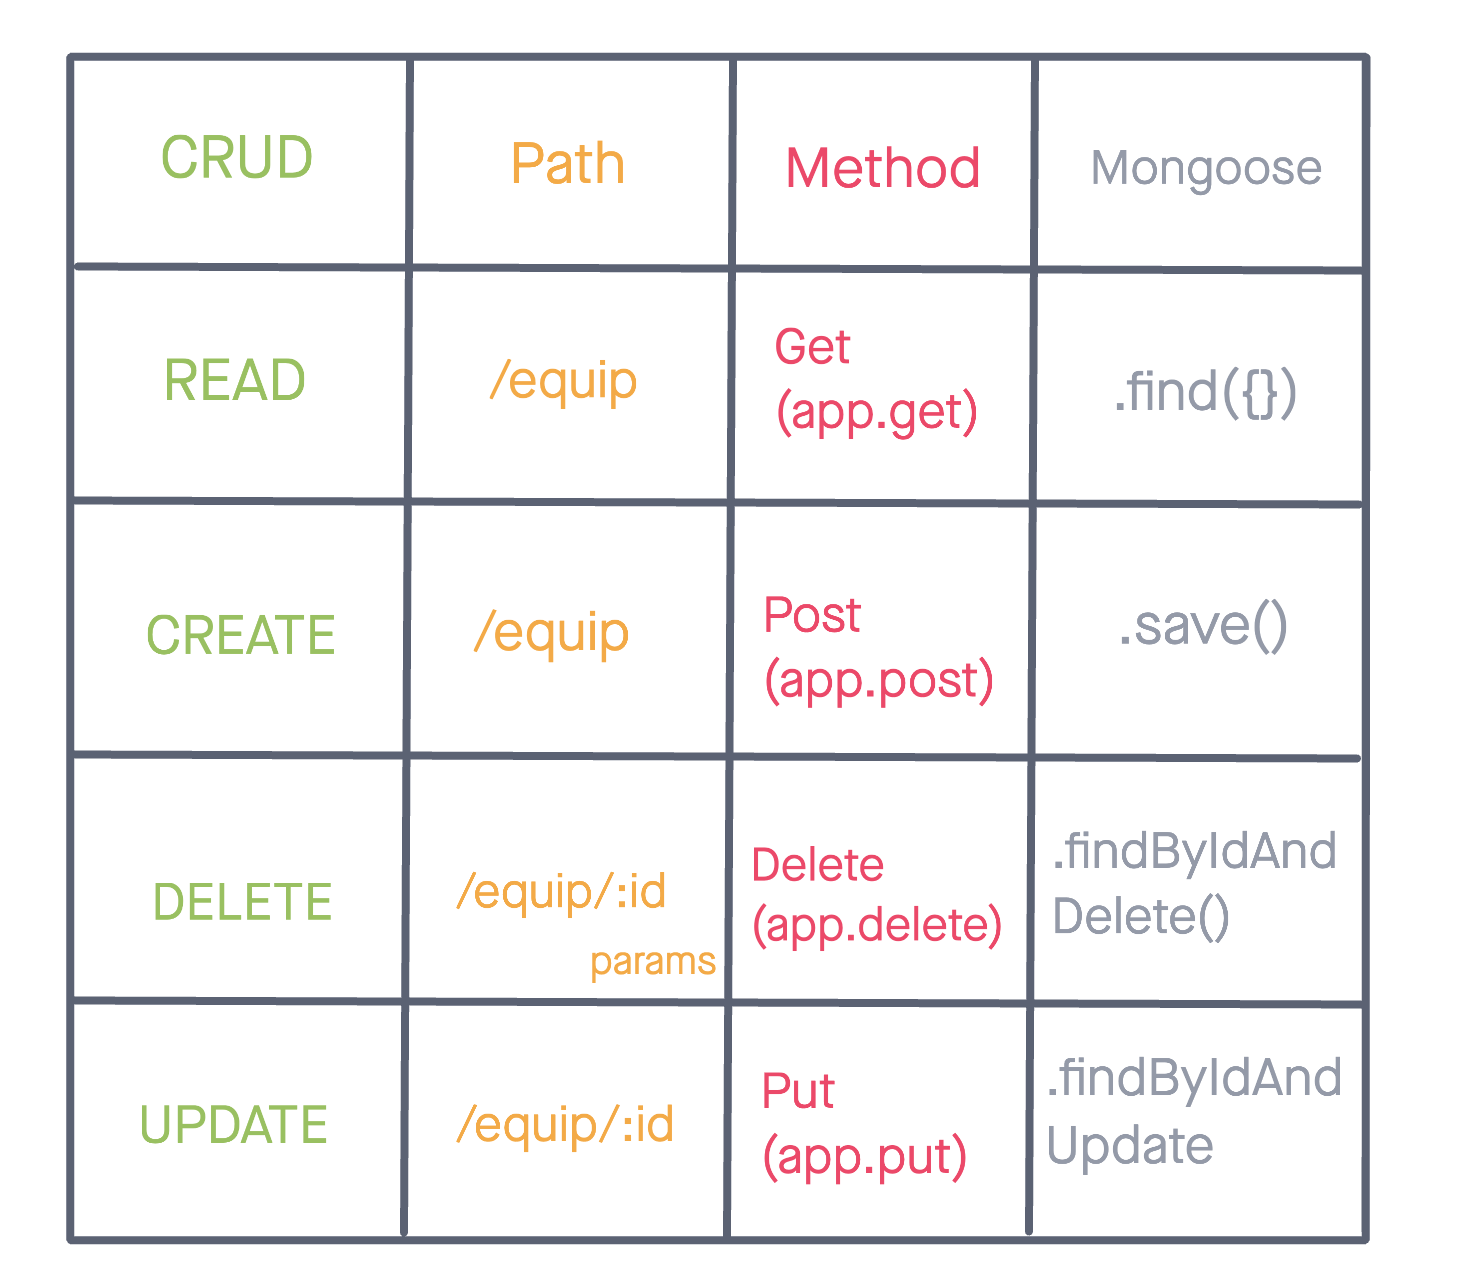 CRUD
Path
Method
Mongoose
READ
/equip
Get
(app.get)
.find({})
CREATE
/equip
Post
(app.post)
.save()
DELETE
/equip/:id
params
Delete
(app.delete)
.findByIdAnd
Delete()
UPDATE
/equip/:id
Put
(app.put)
.findByIdAnd
Update